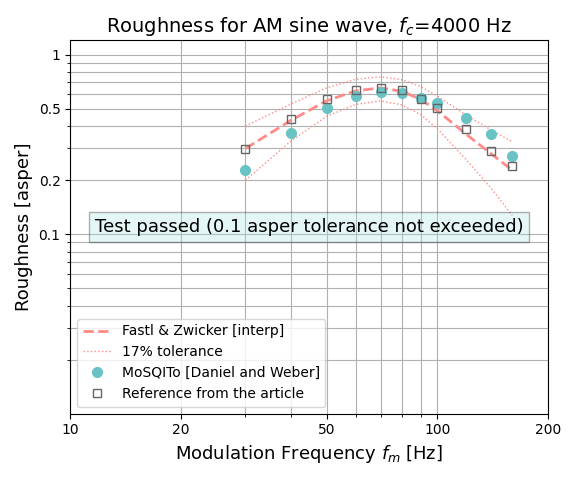 Roughness for AM sine wave, f_c=4000 Hz
1
0.5
0.2
0.1
Roughness [asper]
Test passed (0.1 asper tolerance not exceeded)
Fastl & Zwicker [interp]
17% tolerance
MoSQITo [Daniel and Weber]
Reference from the article
10 20 50 100 200
Modulation Frequency f_m [Hz]